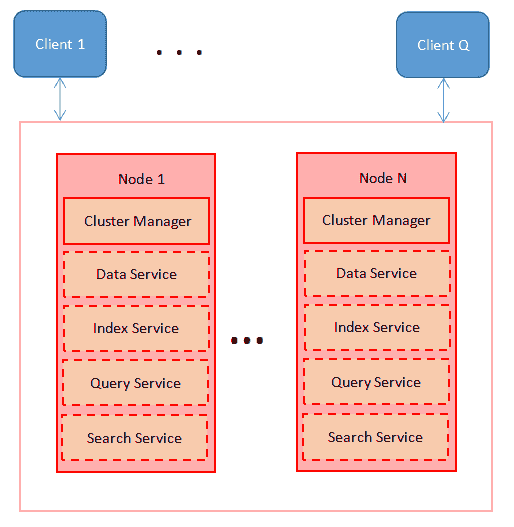 Client 1
. . .
Client Q
Node 1
Cluster Manager
Data Service
Index Service
Query Service
Search Service
...
Node N
Cluster Manager
Data Service
Index Service
Query Service
Search Service